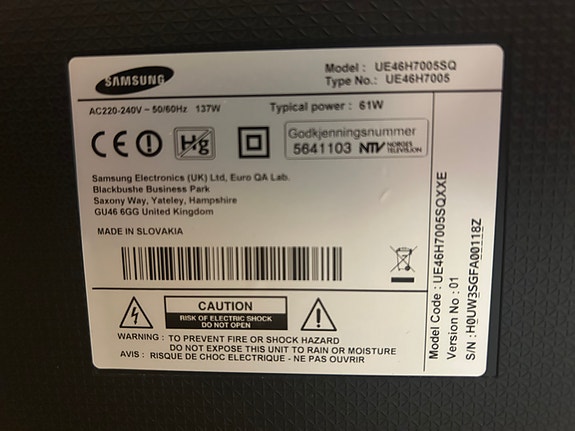 SAMSUNG
Model : UE46H7005SQ
Type No.: UE46H7005
AC220-240V ~ 50/60Hz 137W
Typical power : 61W
CE
Hg
Godkjenningsnummer
5641103 NTV NORGES TELEVISION
Samsung Electronics (UK) Ltd, Euro QA Lab.
Blackbushe Business Park
Saxony Way, Yateley, Hampshire
GU46 6GG United Kingdom
MADE IN SLOVAKIA
CAUTION
RISK OF ELECTRIC SHOCK
DO NOT OPEN
WARNING : TO PREVENT FIRE OR SHOCK HAZARD
DO NOT EXPOSE THIS UNIT TO RAIN OR MOISTURE
AVIS : RISQUE DE CHOC ELECTRIQUE - NE PAS OUVRIR
Model Code : UE46H7005SQXXE
Version No : 01
S/N : H0UW3SGFA00118Z